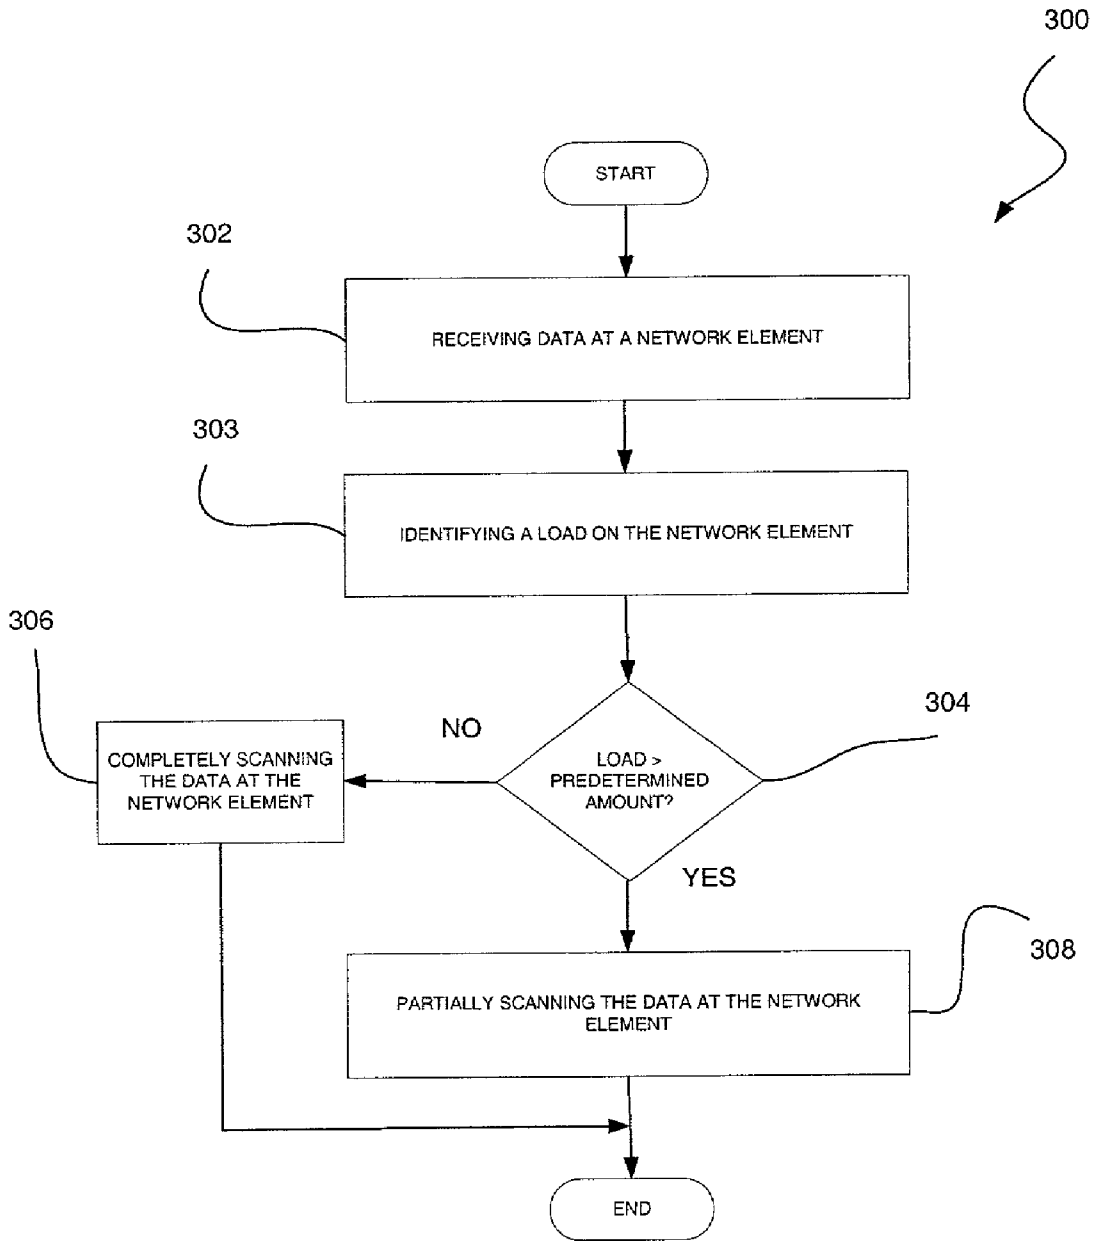 300
START
302
RECEIVING DATA AT A NETWORK ELEMENT
303
IDENTIFYING A LOAD ON THE NETWORK ELEMENT
306
NO
304
COMPLETELY SCANNING
THE DATA AT THE
NETWORK ELEMENT
LOAD >
PREDETERMINED
AMOUNT?
YES
308
PARTIALLY SCANNING THE DATA AT THE NETWORK
ELEMENT
END